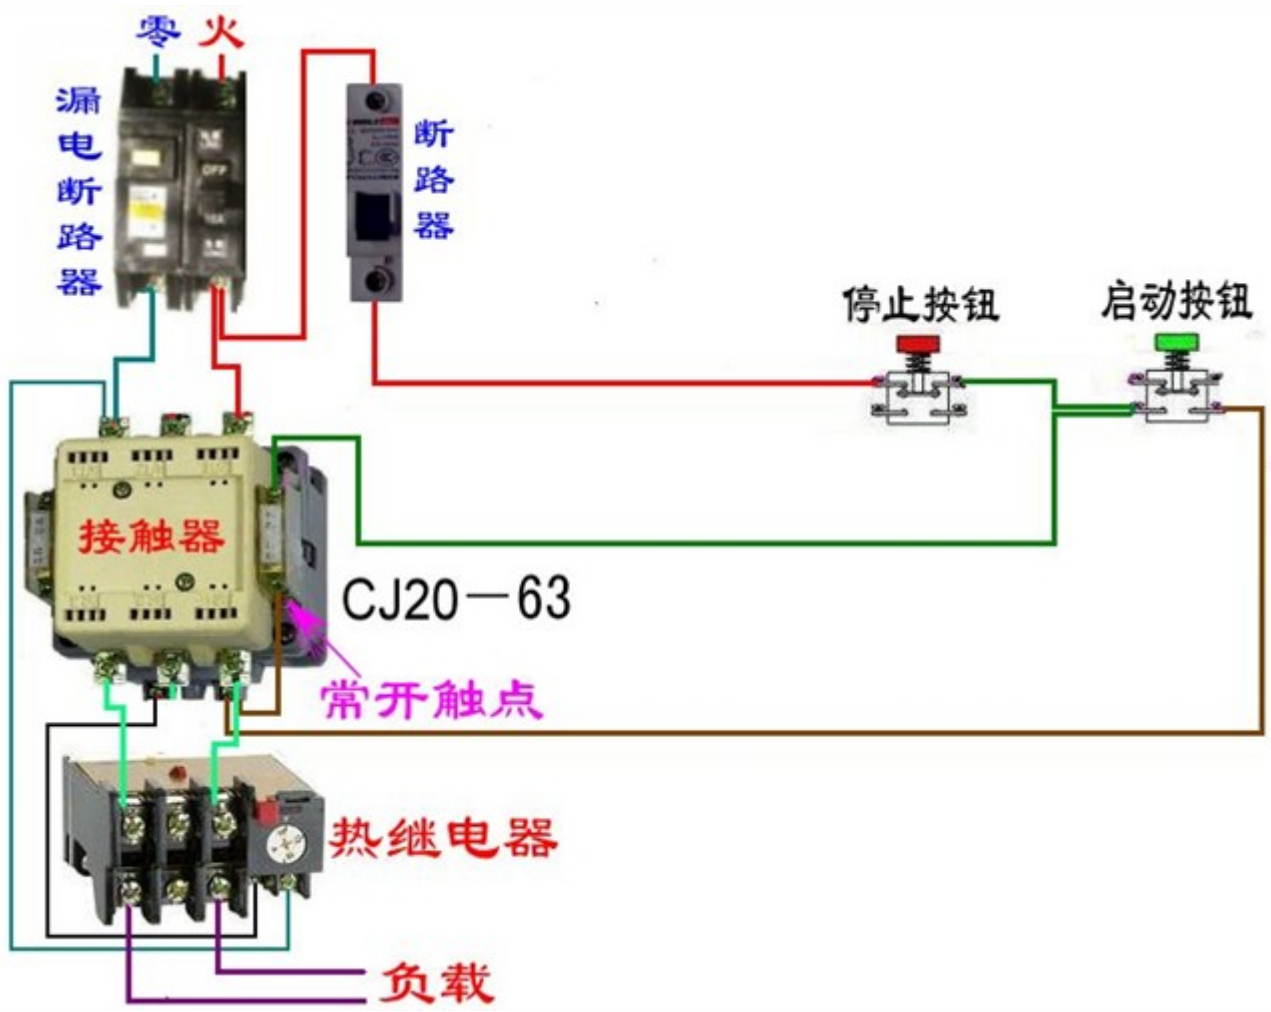 零 火
漏电断路器
断路器
OFF
停止按钮
启动按钮
接触器
CJ20－63
常开触点
热继电器
负载